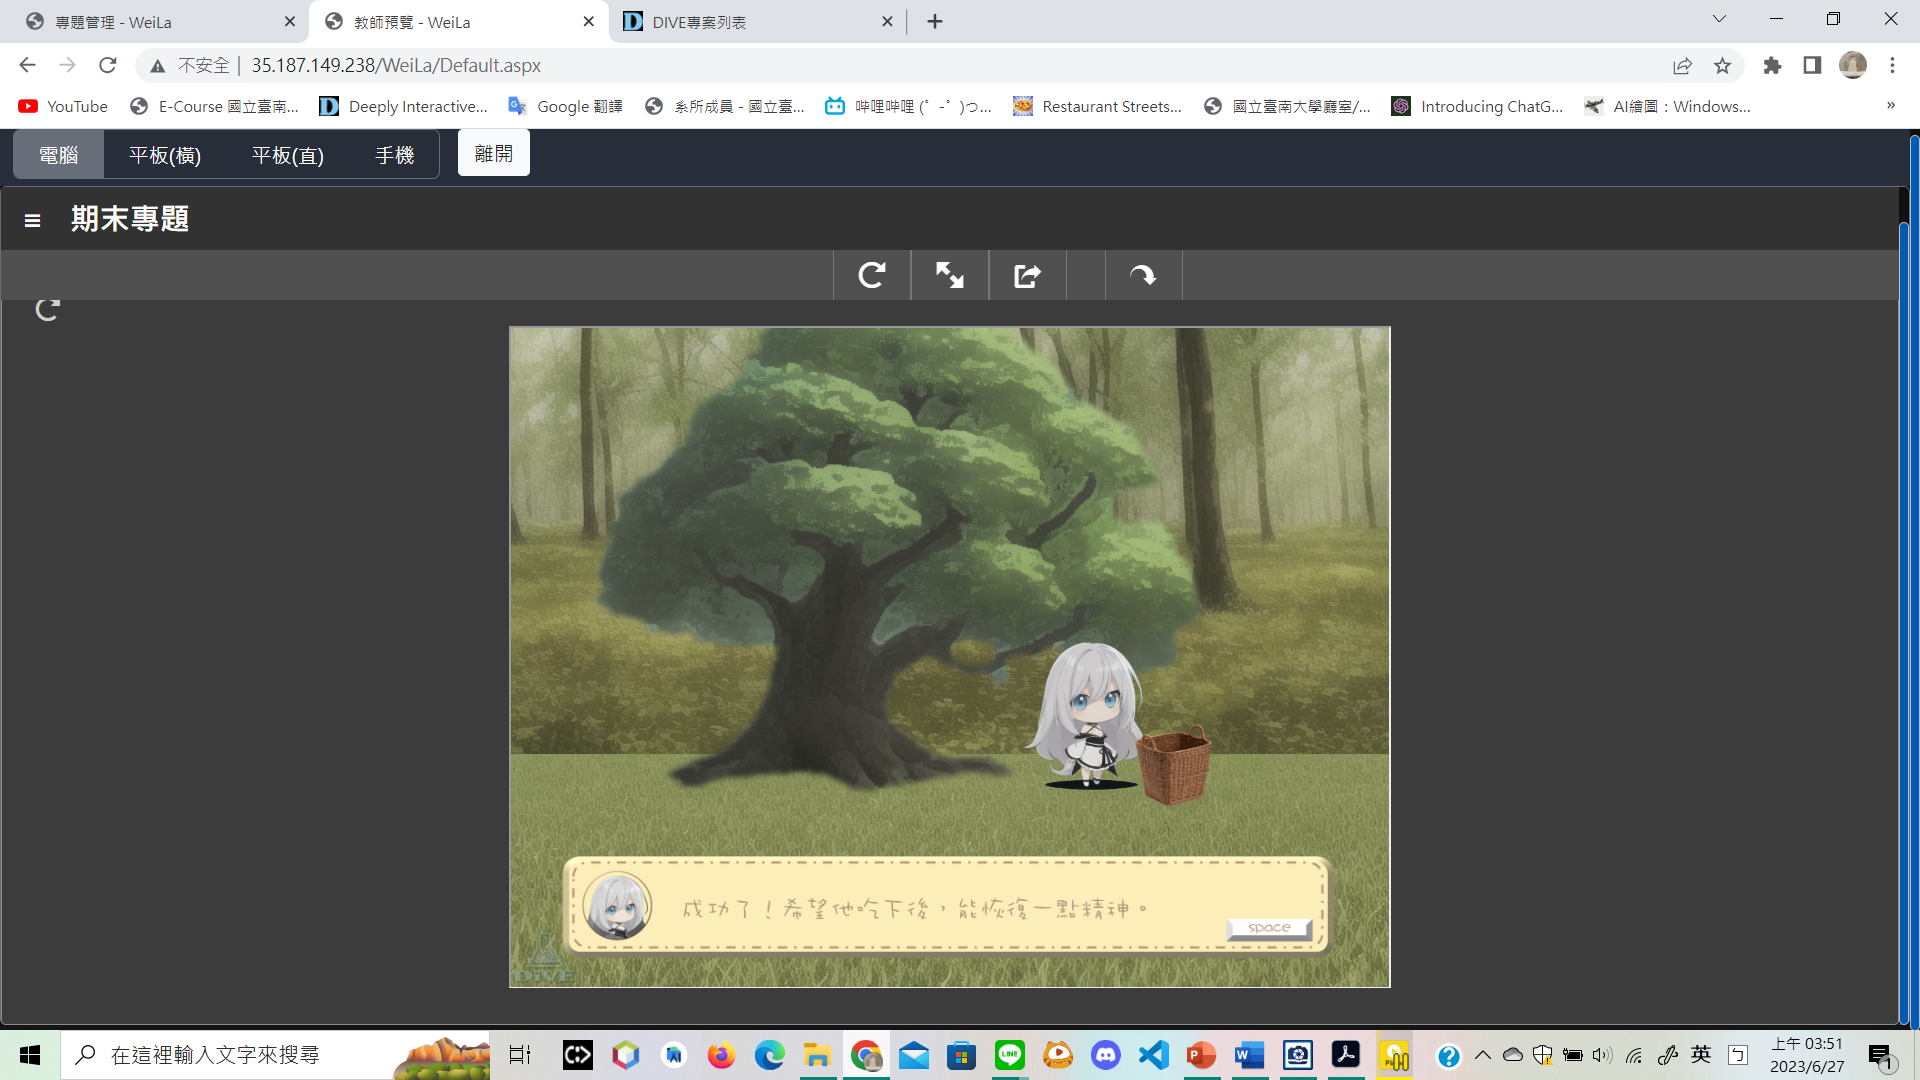 專題管理 - WeiLa
教師預覽 - WeiLa
DIVE專案列表
不安全 | 35.187.149.238/WeiLa/Default.aspx
YouTube
E-Course 國立臺南...
Deeply Interactive...
Google 翻譯
系所成員 - 國立臺...
哔哩哔哩 (゜-゜)つ...
Restaurant Streets...
國立臺南大學廳室/...
Introducing ChatG...
AI繪圖：Windows...
»
電腦 平板(橫) 平板(直) 手機 離開
期末專題
成功了！希望他吃下後，能恢復一點精神。
space
DIVE
在這裡輸入文字來搜尋
LINE
英
ㄅ
上午 03:51
2023/6/27
1